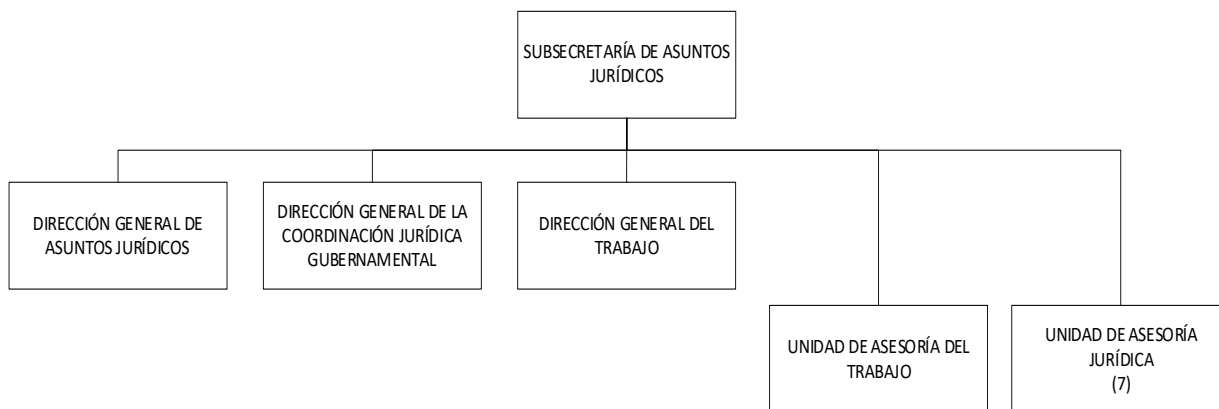 SUBSECRETARÍA DE ASUNTOS
JURÍDICOS
DIRECCIÓN GENERAL DE
ASUNTOS JURÍDICOS
DIRECCIÓN GENERAL DE LA
COORDINACIÓN JURÍDICA
GUBERNAMENTAL
DIRECCIÓN GENERAL DEL
TRABAJO
UNIDAD DE ASESORÍA DEL
TRABAJO
UNIDAD DE ASESORÍA
JURÍDICA
(7)